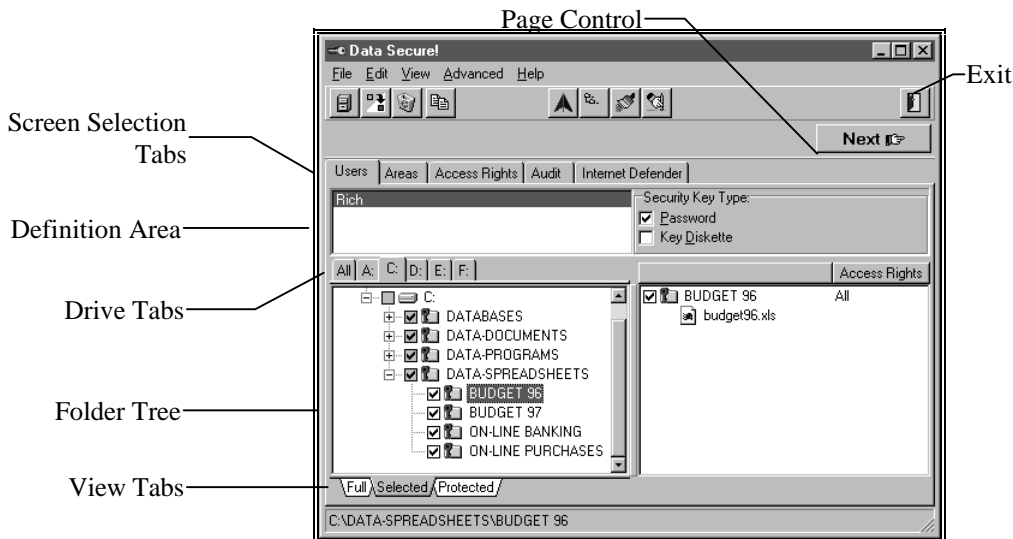 Page Control
Data Secure!
File Edit View Advanced Help
Exit
Next
Screen Selection
Tabs
Users Areas Access Rights Audit Internet Defender
Rich
Security Key Type:
Password
Key Diskette
Definition Area
All A: C: D: E: F:
Access Rights
Drive Tabs
C:
DATABASES
DATA-DOCUMENTS
DATA-PROGRAMS
DATA-SPREADSHEETS
BUDGET 96
BUDGET 97
ON-LINE BANKING
ON-LINE PURCHASES
BUDGET 96 All
budget96.xls
Folder Tree
View Tabs
Full Selected Protected
C:\DATA-SPREADSHEETS\BUDGET 96